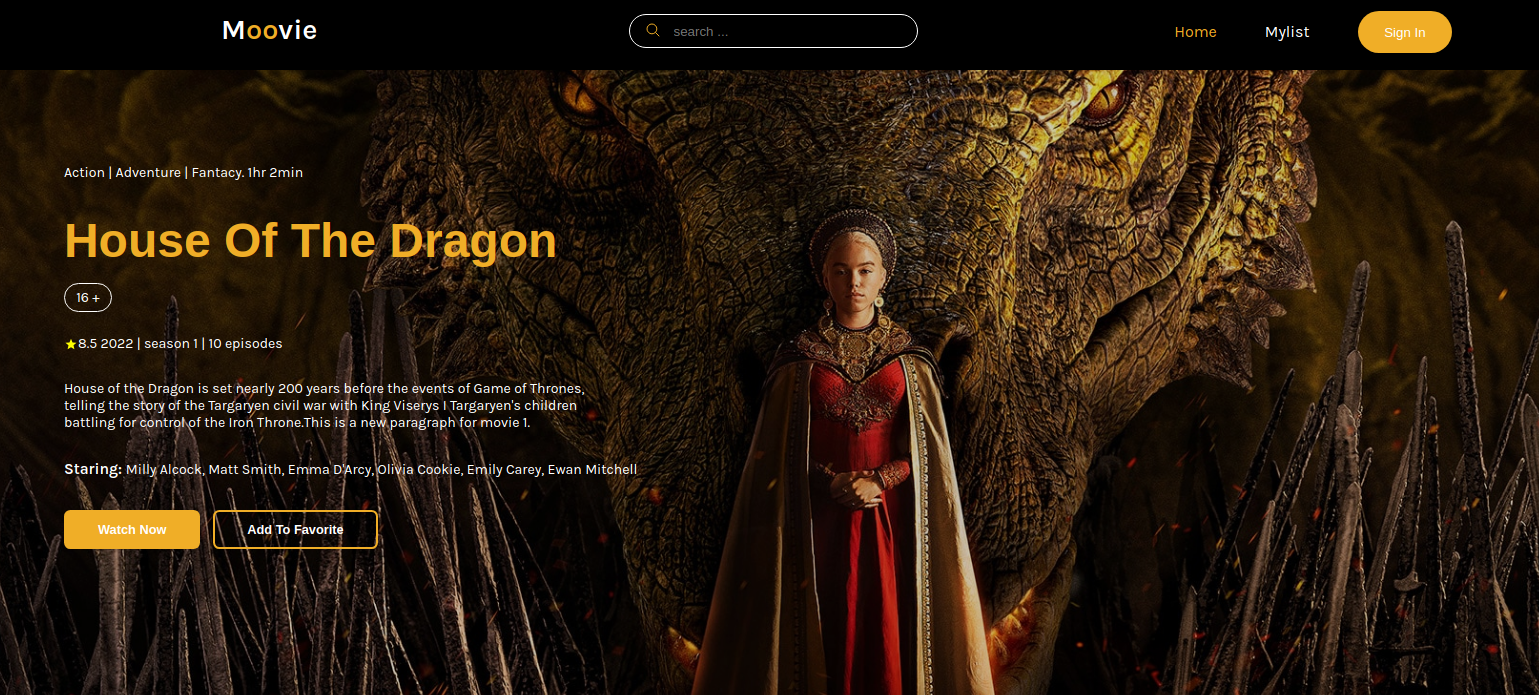 Moovie
search ...
Home
Mylist
Sign In
Action | Adventure | Fantacy. 1hr 2min
House Of The Dragon
16 +
8.5 2022 | season 1 | 10 episodes
House of the Dragon is set nearly 200 years before the events of Game of Thrones,
telling the story of the Targaryen civil war with King Viserys I Targaryen's children
battling for control of the Iron Throne.This is a new paragraph for movie 1.
Staring: Milly Alcock, Matt Smith, Emma D'Arcy, Olivia Cookie, Emily Carey, Ewan Mitchell
Watch Now
Add To Favorite